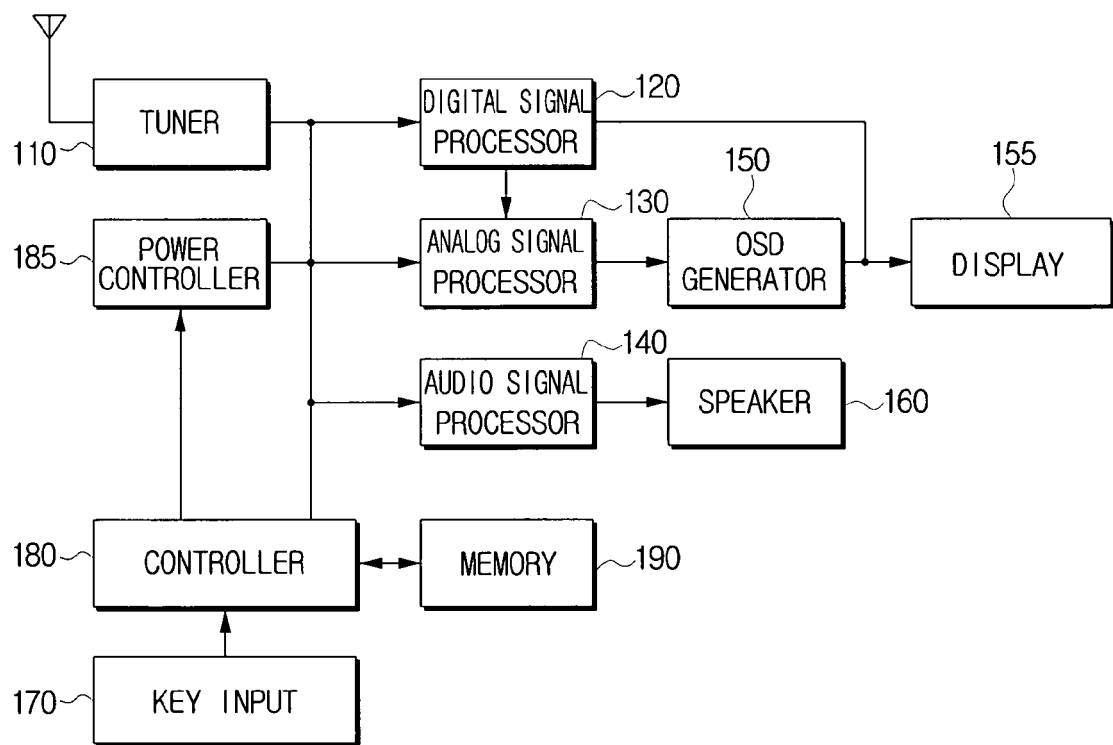 TUNER
110
DIGITAL SIGNAL
PROCESSOR
120
POWER
CONTROLLER
185
ANALOG SIGNAL
PROCESSOR
130
OSD
GENERATOR
150
DISPLAY
155
AUDIO SIGNAL
PROCESSOR
140
SPEAKER
160
CONTROLLER
180
MEMORY
190
KEY INPUT
170